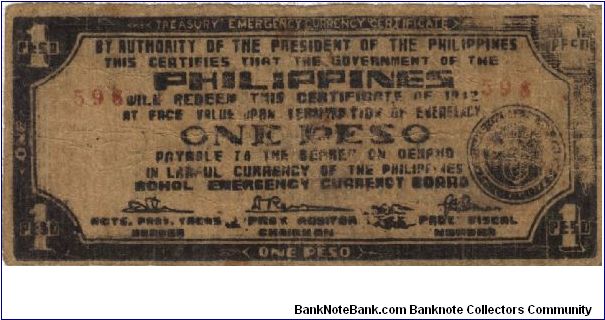 TREASURY EMERGENCY CURRENCY CERTIFICATE
1 PESO
1 PESO
BY AUTHORITY OF THE PRESIDENT OF THE PHILIPPINES
THIS CERTIFIES THAT THE GOVERNMENT OF THE
PHILIPPINES
598 598
WILL REDEEM THIS CERTIFICATE OF 1942
AT FACE VALUE UPON TERMINATION OF EMERGENCY
ONE PESO
PAYABLE TO THE BEARER ON DEMAND
IN LAWFUL CURRENCY OF THE PHILIPPINES
BOHOL EMERGENCY CURRENCY BOARD
ONE
ACTG. PROV. TREAS. PROV. AUDITOR PROV. FISCAL
MEMBER CHAIRMAN MEMBER
1 PESO
1 PESO
ONE PESO
BankNoteBank.com Banknote Collectors Community